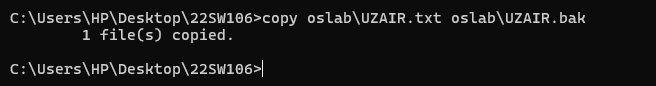 C:\Users\HP\Desktop\22SW106>copy oslab\UZAIR.txt oslab\UZAIR.bak
        1 file(s) copied.
C:\Users\HP\Desktop\22SW106>